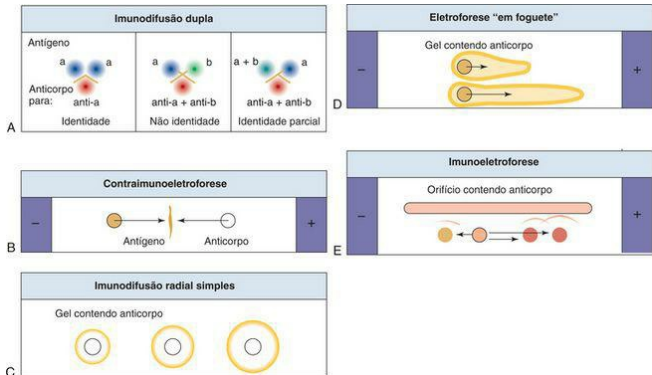 Imunodifusão dupla
Antígeno
a a b a + b a
Anticorpo
para: anti-a anti-a + anti-b anti-a + anti-b
Identidade Não identidade Identidade parcial
A
Contraimunoeletroforese
– +
Antígeno Anticorpo
B
Imunodifusão radial simples
Gel contendo anticorpo
C
Eletroforese “em foguete”
Gel contendo anticorpo
– +
D
Imunoeletroforese
Orifício contendo anticorpo
– +
E